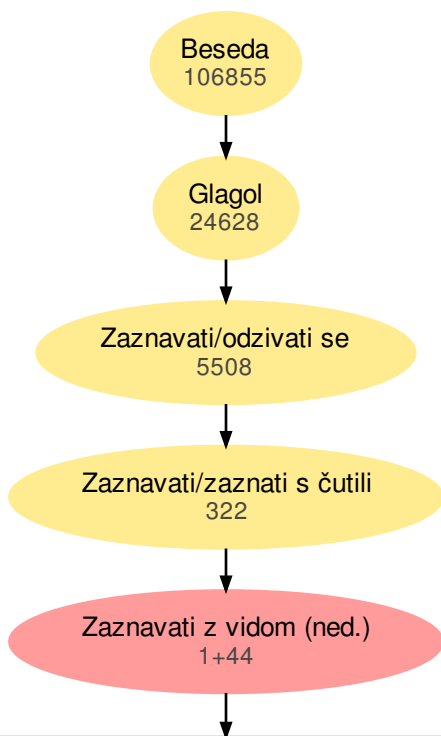 Beseda
106855
Glagol
24628
Zaznavati/odzivati se
5508
Zaznavati/zaznati s čutili
322
Zaznavati z vidom (ned.)
1+44